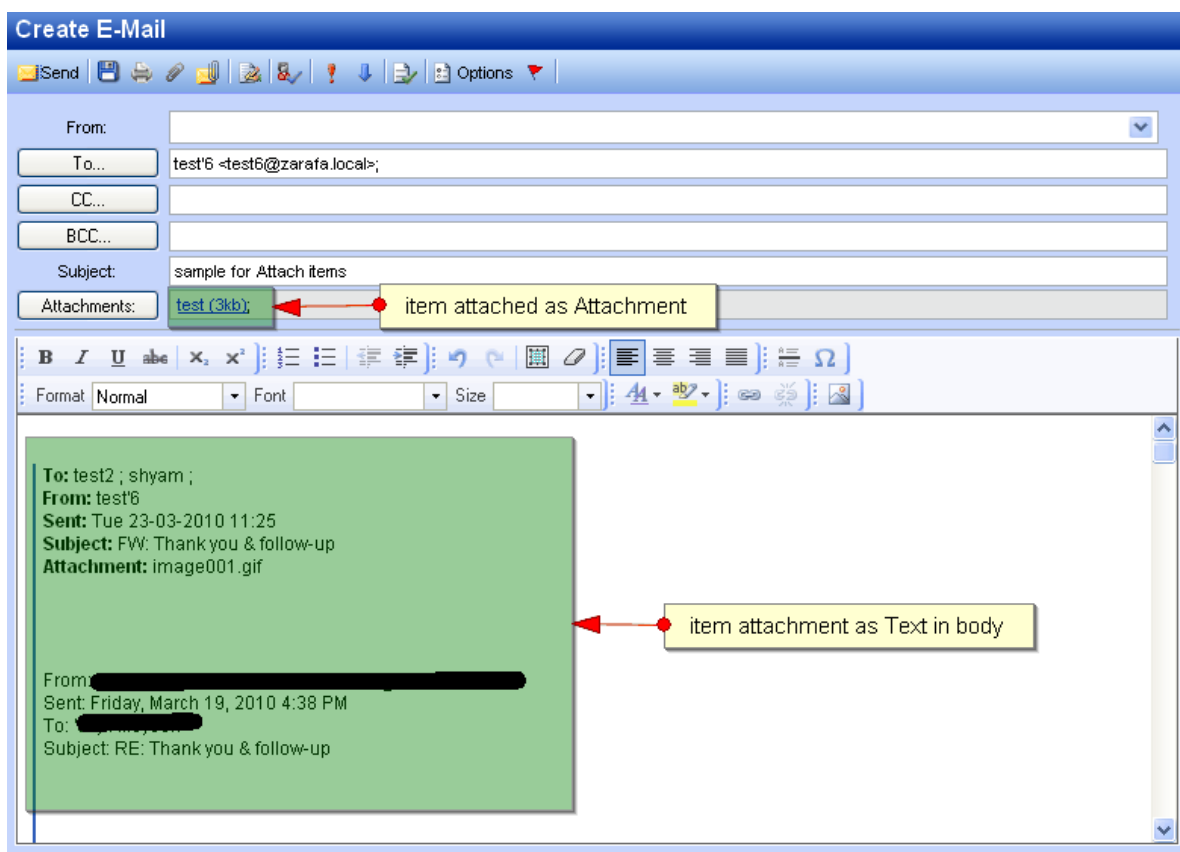 Create E-Mail
Send Options
From:
To... test'6 <test6@zarafa.local>;
CC...
BCC...
Subject: sample for Attach items
Attachments: test (3kb); item attached as Attachment
B I U abc x₂ x²
Format Normal Font Size
To: test2 ; shyam ;
From: test'6
Sent: Tue 23-03-2010 11:25
Subject: FW: Thank you & follow-up
Attachment: image001.gif
item attachment as Text in body
From:
Sent: Friday, March 19, 2010 4:38 PM
To:
Subject: RE: Thank you & follow-up